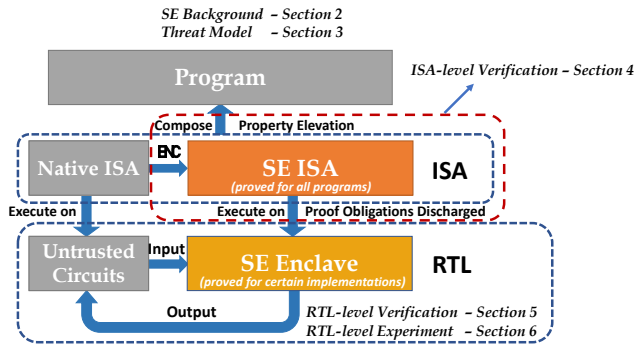 SE Background – Section 2
Threat Model – Section 3
Program
ISA-level Verification – Section 4
Compose Property Elevation
Native ISA
ENC
SE ISA
(proved for all programs)
ISA
Execute on
Execute on Proof Obligations Discharged
Untrusted
Circuits
Input
SE Enclave
(proved for certain implementations)
RTL
Output
RTL-level Verification – Section 5
RTL-level Experiment – Section 6